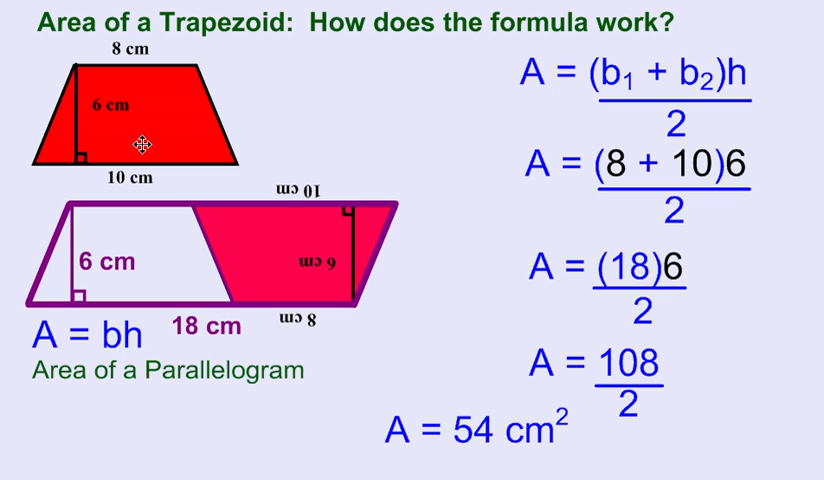 Area of a Trapezoid:  How does the formula work?
8 cm
6 cm
10 cm
10 cm
6 cm
6 cm
8 cm
18 cm
A = bh
Area of a Parallelogram
A = (b₁ + b₂)h
2
A = (8 + 10)6
2
A = (18)6
2
A = 108
2
A = 54 cm²